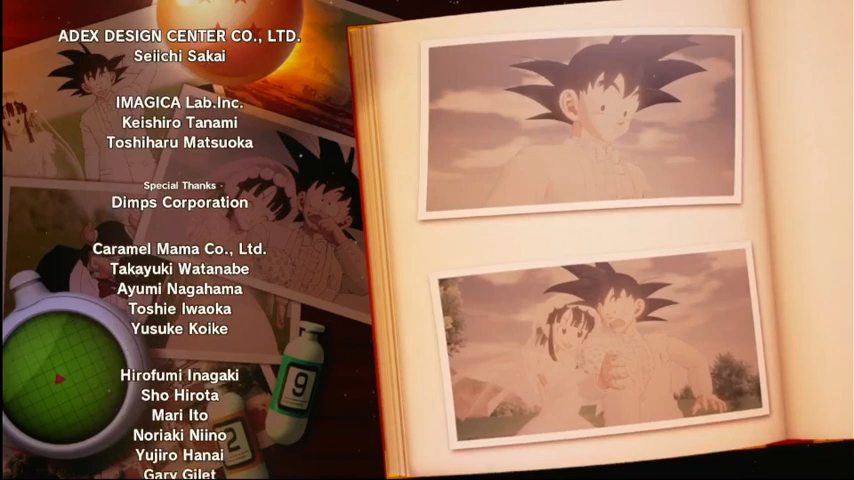 ADEX DESIGN CENTER CO., LTD.
Seiichi Sakai
IMAGICA Lab.Inc.
Keishiro Tanami
Toshiharu Matsuoka
Special Thanks
Dimps Corporation
Caramel Mama Co., Ltd.
Takayuki Watanabe
Ayumi Nagahama
Toshie Iwaoka
Yusuke Koike
Hirofumi Inagaki
Sho Hirota
Mari Ito
Noriaki Niino
Yujiro Hanai
Gary Gilet
9
2